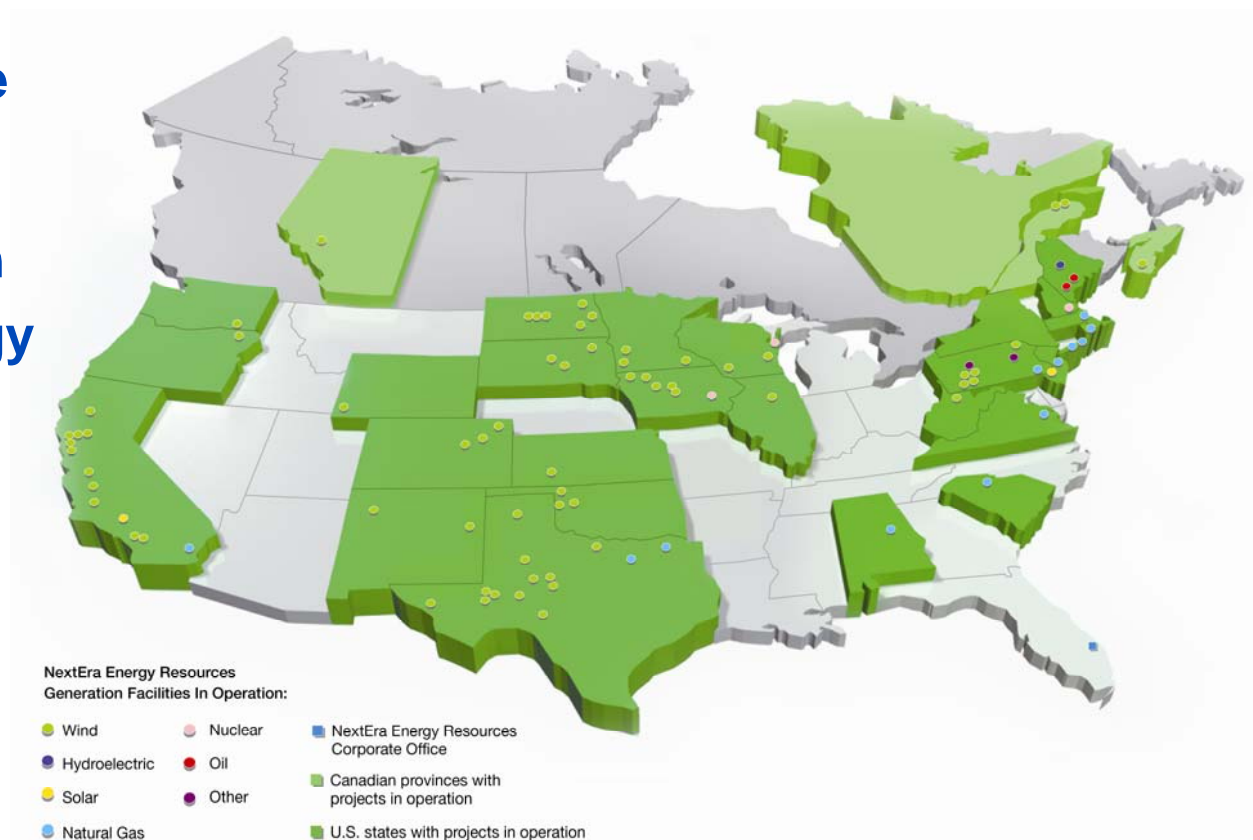 NextEra Energy Resources
Generation Facilities In Operation:
Wind
Hydroelectric
Solar
Natural Gas
Nuclear
Oil
Other
NextEra Energy Resources
Corporate Office
Canadian provinces with
projects in operation
U.S. states with projects in operation